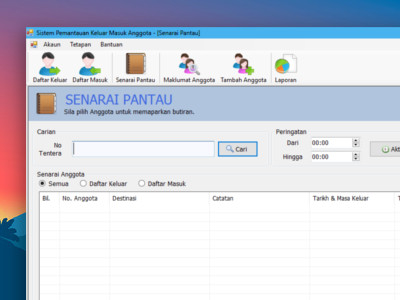 Sistem Pemantauan Keluar Masuk Anggota - [Senarai Pantau]
Akaun Tetapan Bantuan
Daftar Keluar Daftar Masuk Senarai Pantau Maklumat Anggota Tambah Anggota Laporan
SENARAI PANTAU
Sila pilih Anggota untuk memaparkan butiran.
Carian Peringatan
No Tentera Cari Dari 00:00
Hingga 00:00 Akt
Senarai Anggota
Semua Daftar Keluar Daftar Masuk
Bil. No. Anggota Destinasi Catatan Tarikh & Masa Keluar T